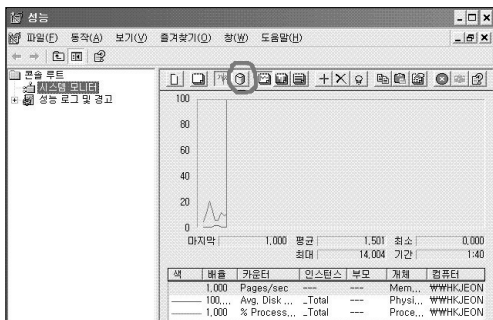 성능
파일(F) 동작(A) 보기(V) 즐겨찾기(O) 창(W) 도움말(H)
콘솔 루트
시스템 모니터
성능 로그 및 경고
100
80
60
40
20
0
마지막 1,000 평균 1,501 최소 0,000
최대 14,004 기간 1:40
색 배율 카운터 인스턴스 부모 개체 컴퓨터
1,000 Pages/sec --- --- Mem... ₩₩HKJEON
100,... Avg. Disk ... _Total --- Physi... ₩₩HKJEON
1,000 % Process... _Total --- Proce... ₩₩HKJEON